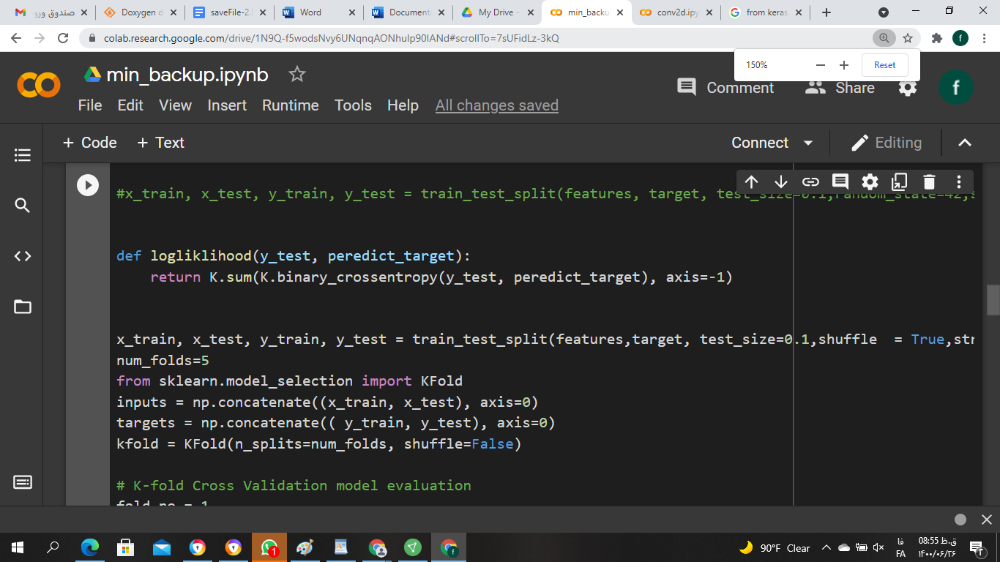 صندوق ورو
Doxygen d
saveFile-2.
Word
Document
My Drive -
min_backu
conv2d.ipy
from keras
colab.research.google.com/drive/1N9Q-f5wodsNvy6UNqnqAONhuIp90lANd#scrollTo=7sUFidLz-3kQ
f
150%
Reset
min_backup.ipynb
Comment
Share
f
File Edit View Insert Runtime Tools Help All changes saved
+ Code + Text
Connect
Editing
#x_train, x_test, y_train, y_test = train_test_split(features, target, test_size=0.1,random_state=42,s
def logliklihood(y_test, peredict_target):
return K.sum(K.binary_crossentropy(y_test, peredict_target), axis=-1)
x_train, x_test, y_train, y_test = train_test_split(features,target, test_size=0.1,shuffle  = True,str
num_folds=5
from sklearn.model_selection import KFold
inputs = np.concatenate((x_train, x_test), axis=0)
targets = np.concatenate(( y_train, y_test), axis=0)
kfold = KFold(n_splits=num_folds, shuffle=False)
# K-fold Cross Validation model evaluation
fold_no = 1
1
f
90°F Clear
فا
FA
08:55 ق.ظ
۱۴۰۰/۰۶/۲۶
۲